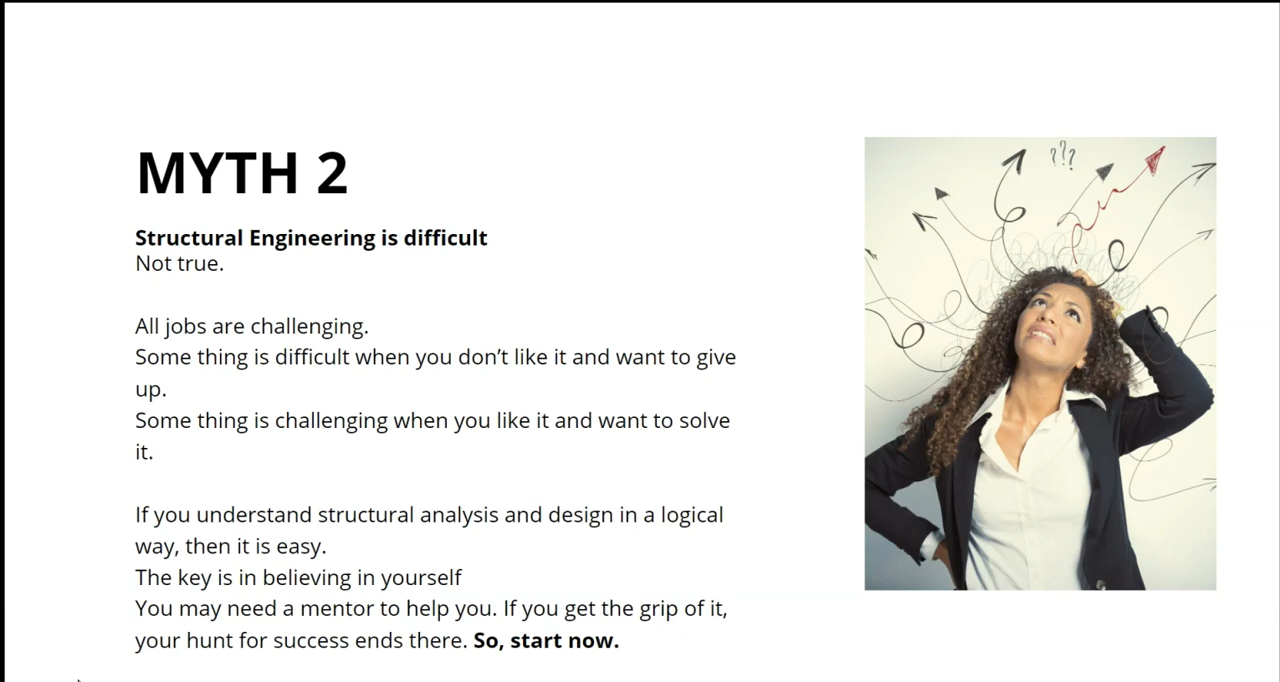 ???
MYTH 2
Structural Engineering is difficult
Not true.
All jobs are challenging.
Some thing is difficult when you don’t like it and want to give
up.
Some thing is challenging when you like it and want to solve
it.
If you understand structural analysis and design in a logical
way, then it is easy.
The key is in believing in yourself
You may need a mentor to help you. If you get the grip of it,
your hunt for success ends there. So, start now.